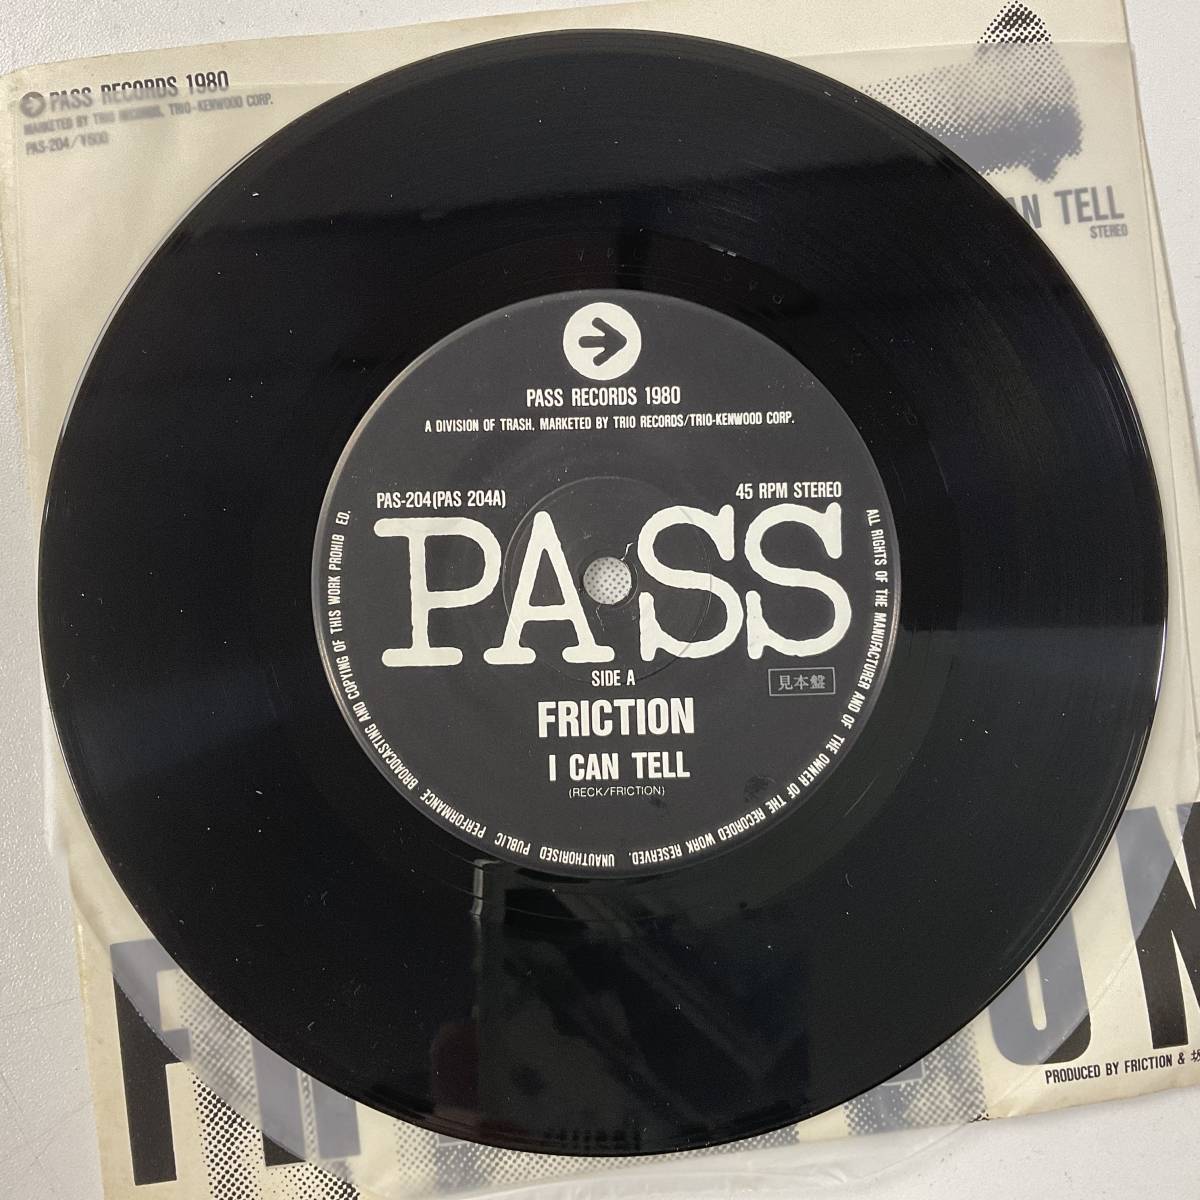 PASS RECORDS 1980
MARKETED BY TRIO RECORDS, TRIO-KENWOOD CORP.
PAS-204/¥600
AN TELL
STEREO
PASS RECORDS 1980
A DIVISION OF TRASH, MARKETED BY TRIO RECORDS/TRIO-KENWOOD CORP.
PAS-204(PAS 204A)
45 RPM STEREO
PASS
SIDE A
見本盤
FRICTION
I CAN TELL
(RECK/FRICTION)
ALL RIGHTS OF THE MANUFACTURER AND OF THE OWNER OF THE RECORDED WORK RESERVED. UNAUTHORISED PUBLIC PERFORMANCE BROADCASTING AND COPYING OF THIS WORK PROHIB ED.
PRODUCED BY FRICTION &